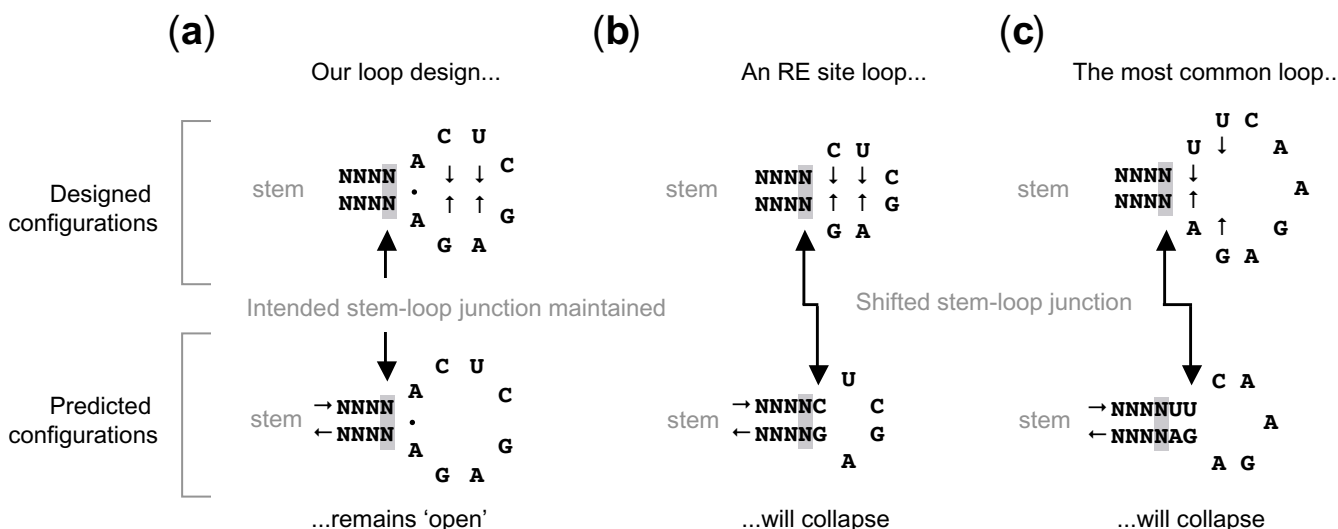 (a) (b) (c)
Our loop design... An RE site loop... The most common loop..
Designed
configurations
stem
NNNN
NNNN
A C U C G A G A
·
↓ ↓
↑ ↑
stem
NNNN
NNNN
C U C G A G
↓ ↓
↑ ↑
stem
NNNN
NNNN
U U C A A G A G A
↓ ↓
↑ ↑
Intended stem-loop junction maintained
Shifted stem-loop junction
Predicted
configurations
stem
→ NNNN
← NNNN
A C U C G A G A
·
stem
→ NNNNC
← NNNNG
U C G A
stem
→ NNNNUU
← NNNNAG
C A A G A
...remains ‘open’ ...will collapse ...will collapse